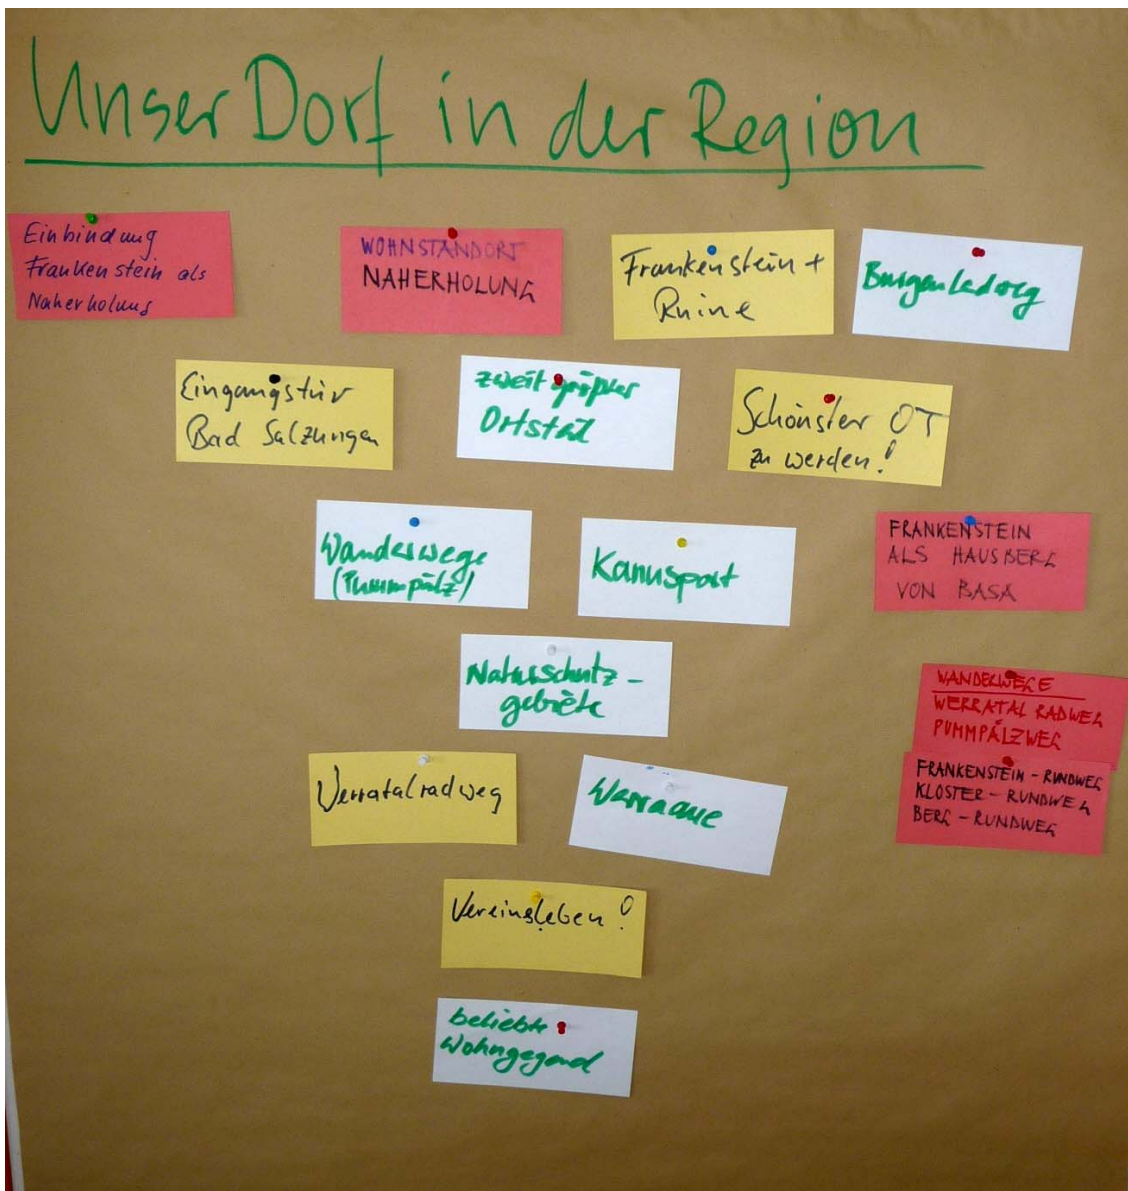 Unser Dorf in der Region
Einbindung
Frankenstein als
Naherholung
WOHNSTANDORT
NAHERHOLUNG
Frankenstein +
Ruine
Burgenladweg
Eingangstür
Bad Salzungen
zweit größter
Ortsteil
Schönster OT
zu werden!
Wanderwege
Kanusport
FRANKENSTEIN
ALS HAUSBERG
VON BASA
Naturschutz-
gebiete
WANDERWEGE
WERRATAL RADWEG
PUMMPÄLZWEG
FRANKENSTEIN - RUNDWEG
KLOSTER - RUNDWEG
BERG - RUNDWEG
Werratalradweg
Werraaue
Vereinsleben!
beliebte
Wohngegend